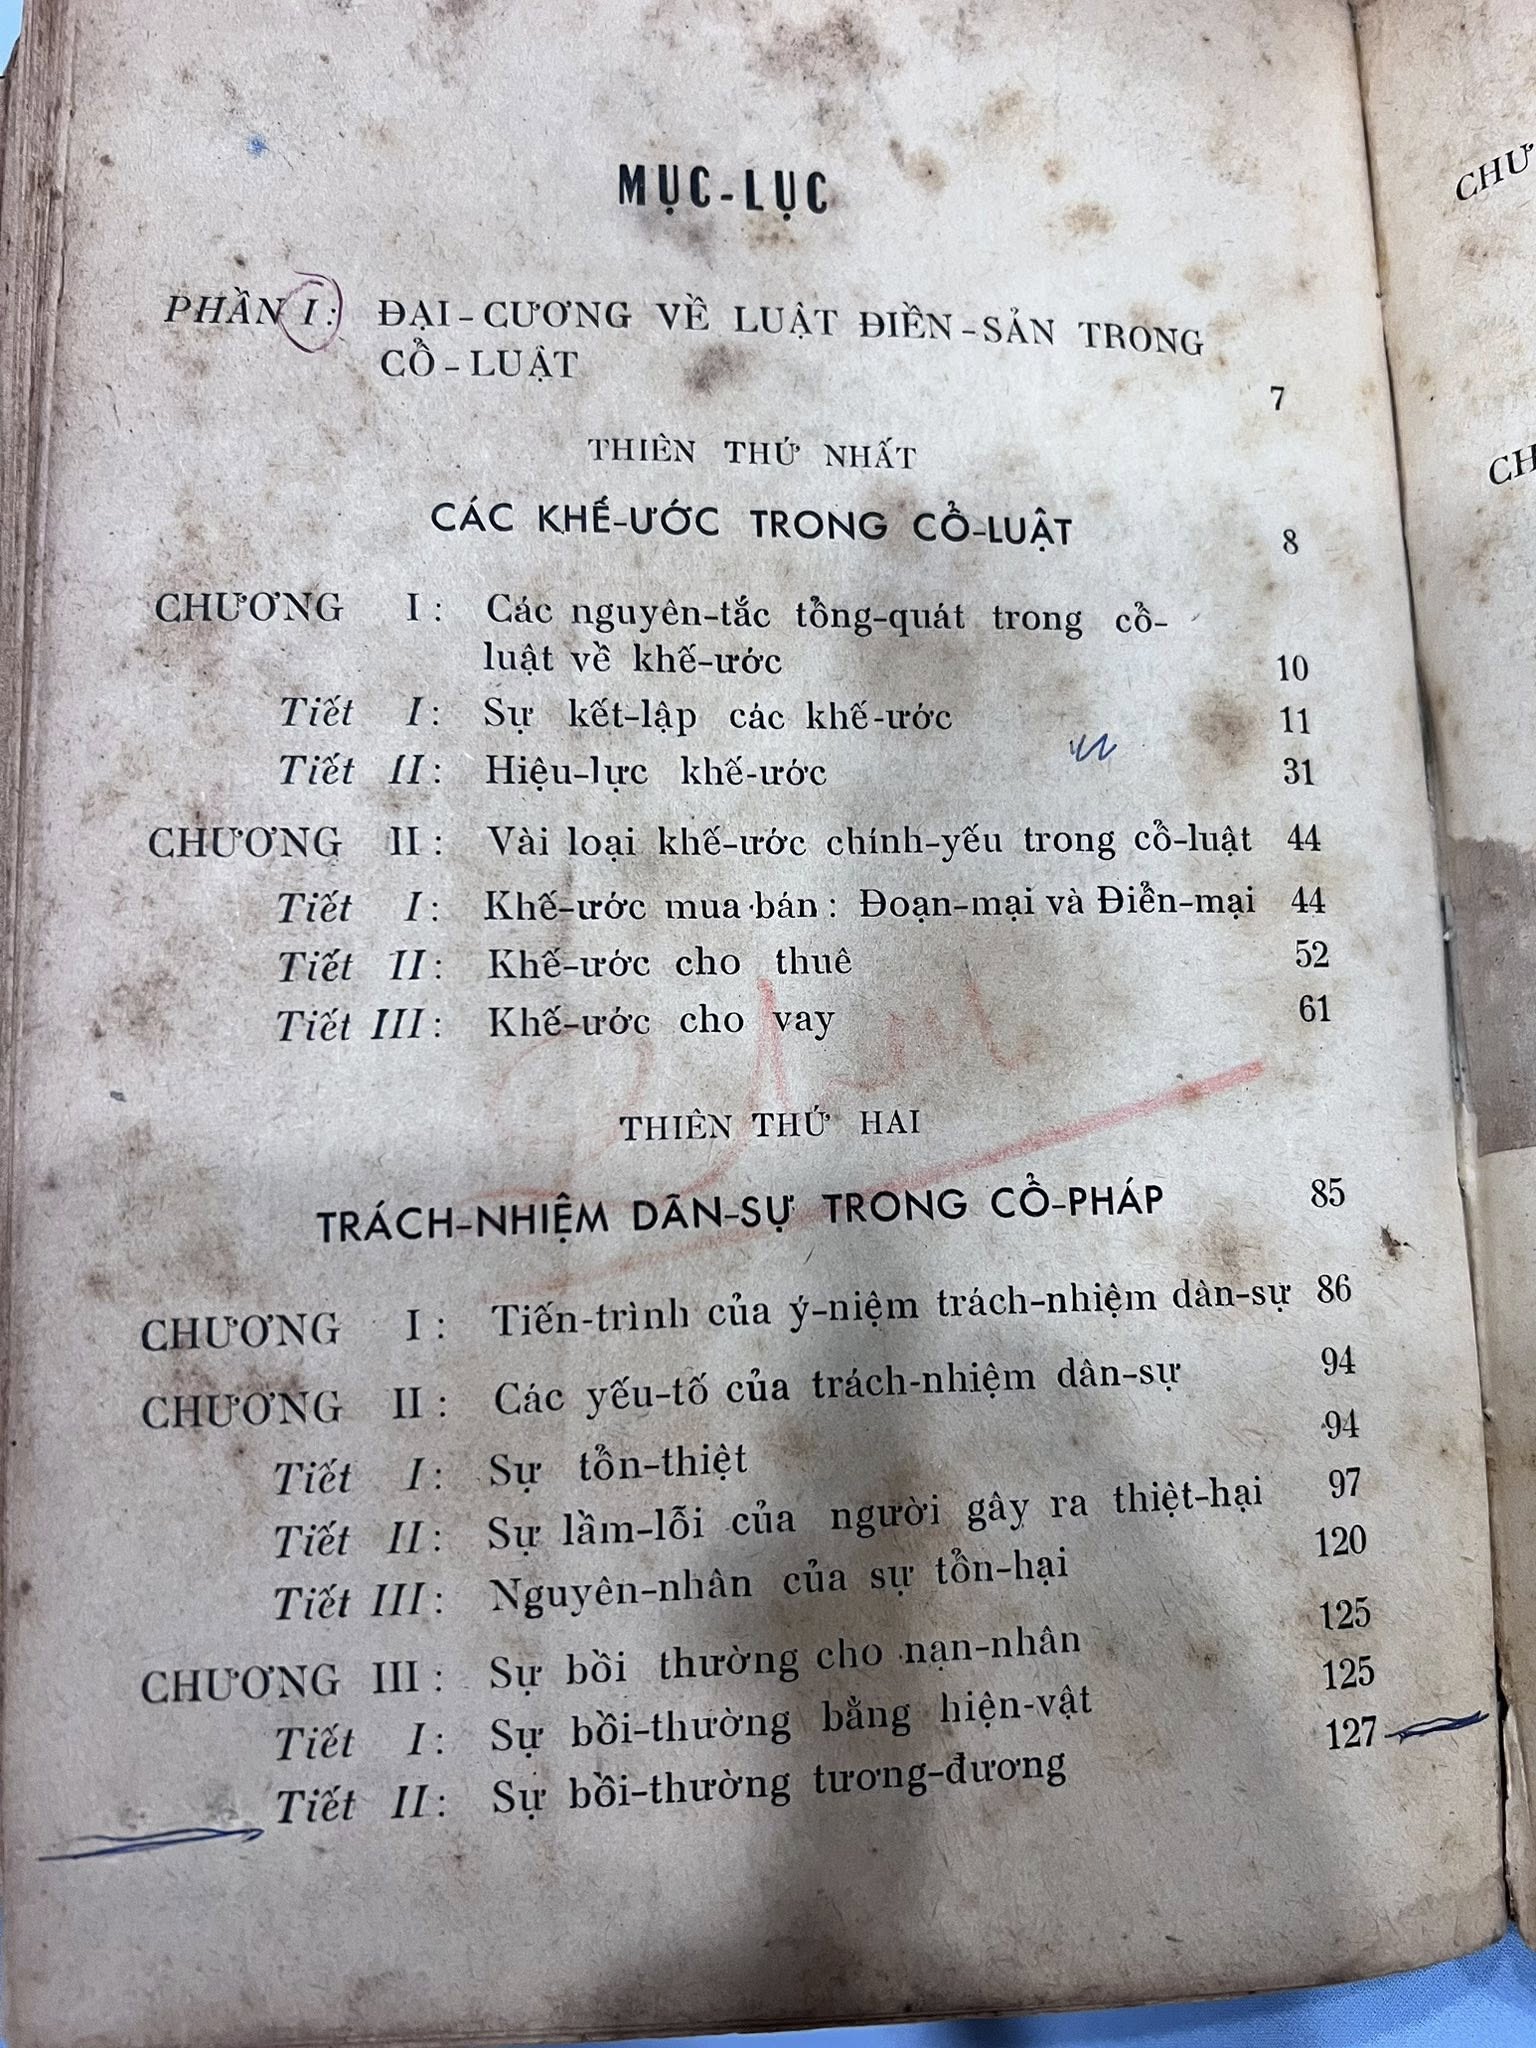 MỤC-LỤC
PHẦN I: ĐẠI-CƯƠNG VỀ LUẬT ĐIỀN-SẢN TRONG
CỔ-LUẬT 7
THIÊN THỨ NHẤT
CÁC KHẾ-ƯỚC TRONG CỔ-LUẬT 8
CHƯƠNG I: Các nguyên-tắc tổng-quát trong cổ-
luật về khế-ước 10
Tiết I: Sự kết-lập các khế-ước 11
Tiết II: Hiệu-lực khế-ước 31
CHƯƠNG II: Vài loại khế-ước chính-yếu trong cổ-luật 44
Tiết I: Khế-ước mua bán: Đoạn-mại và Điển-mại 44
Tiết II: Khế-ước cho thuê 52
Tiết III: Khế-ước cho vay 61
THIÊN THỨ HAI
TRÁCH-NHIỆM DÂN-SỰ TRONG CỔ-PHÁP 85
CHƯƠNG I: Tiến-trình của ý-niệm trách-nhiệm dân-sự 86
CHƯƠNG II: Các yếu-tố của trách-nhiệm dân-sự 94
Tiết I: Sự tổn-thiệt 94
Tiết II: Sự lầm-lỗi của người gây ra thiệt-hại 97
Tiết III: Nguyên-nhân của sự tổn-hại 120
CHƯƠNG III: Sự bồi thường cho nạn-nhân 125
Tiết I: Sự bồi-thường bằng hiện-vật 125
Tiết II: Sự bồi-thường tương-đương 127